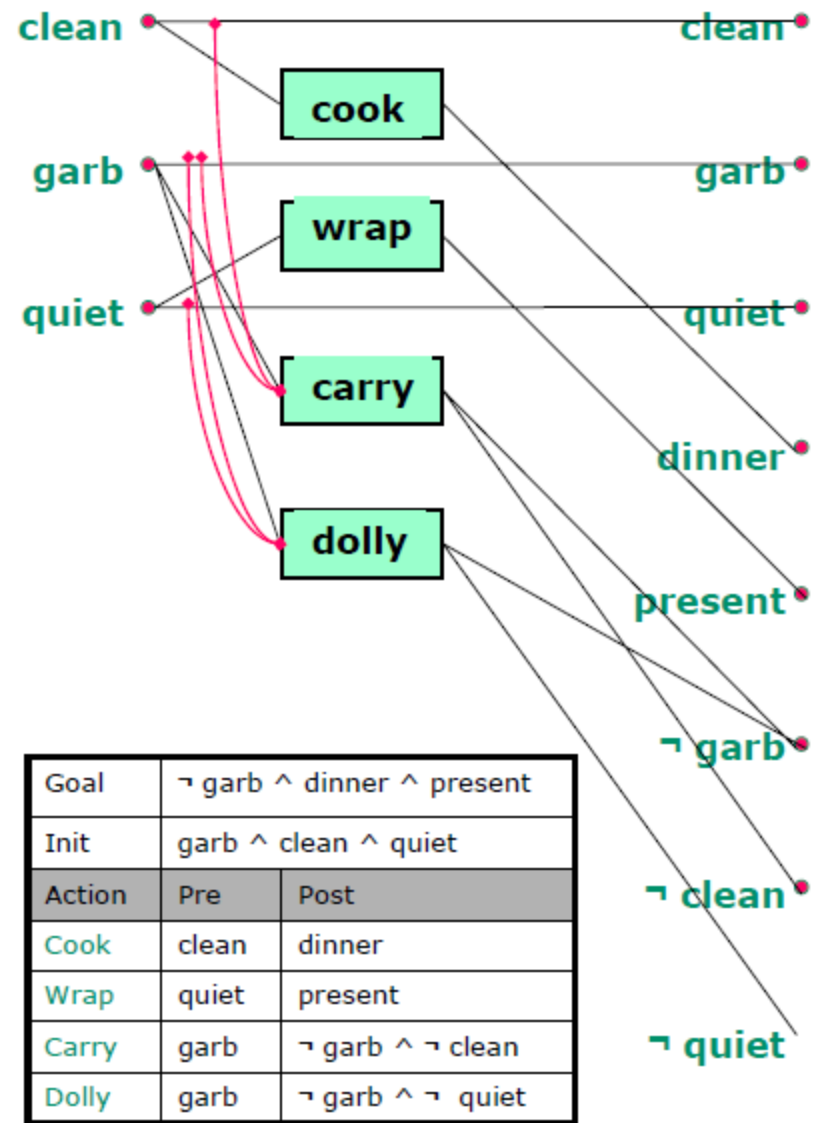 clean clean
cook
garb garb
wrap
quiet quiet
carry
dinner
dolly
present
¬ garb
Goal ¬ garb ^ dinner ^ present
Init garb ^ clean ^ quiet
Action Pre Post
¬ clean
Cook clean dinner
Wrap quiet present
Carry garb ¬ garb ^ ¬ clean
¬ quiet
Dolly garb ¬ garb ^ ¬ quiet